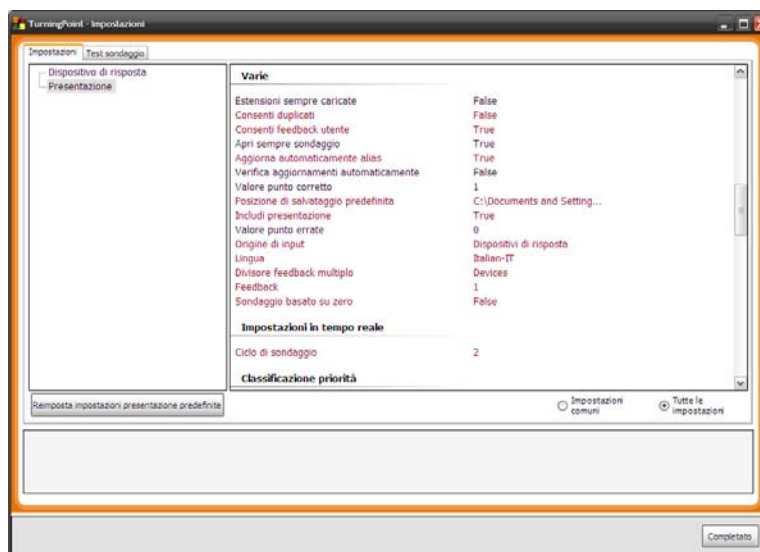 TurningPoint - Impostazioni
Impostazioni Test sondaggio
Dispositivo di risposta
Presentazione
Varie
Estensioni sempre caricate False
Consenti duplicati False
Consenti feedback utente True
Apri sempre sondaggio True
Aggiorna automaticamente alias True
Verifica aggiornamenti automaticamente False
Valore punto corretto 1
Posizione di salvataggio predefinita C:\Documents and Setting...
Includi presentazione True
Valore punto errate 0
Origine di input Dispositivi di risposta
Lingua Italian-IT
Divisore feedback multiplo Devices
Feedback 1
Sondaggio basato su zero False
Impostazioni in tempo reale
Ciclo di sondaggio 2
Classificazione priorità
Reimposta impostazioni presentazione predefinite
Impostazioni comuni
Tutte le impostazioni
Completato